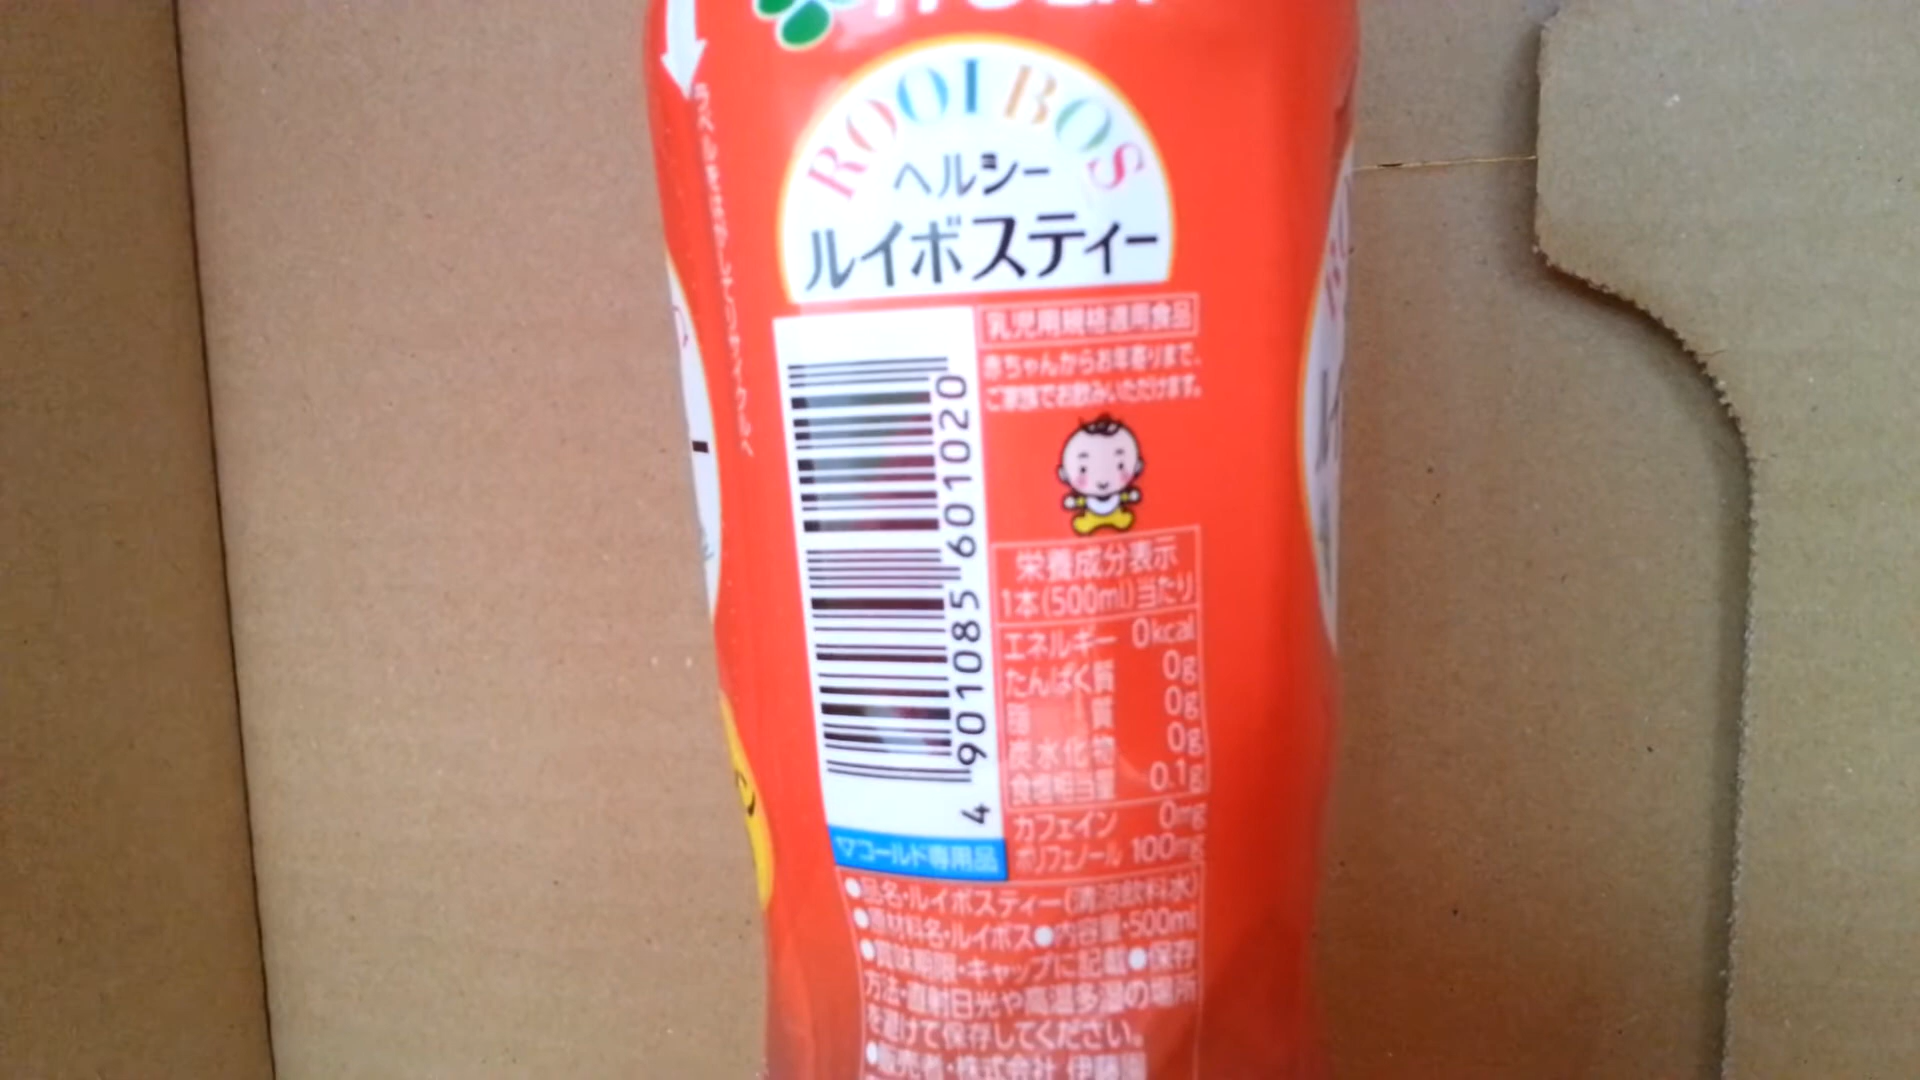 ROOIBOS
ヘルシー
ルイボスティー
乳児用規格適用食品
赤ちゃんからお年寄りまで、
ご家族でお飲みいただけます。
4 901085 601020
栄養成分表示
1本(500ml)当たり
エネルギー 0kcal
たんぱく質 0g
脂質 0g
炭水化物 0g
食塩相当量 0.1g
カフェイン 0mg
ポリフェノール 100mg
▽コールド専用品
●品名・ルイボスティー(清涼飲料水)
●原材料名・ルイボス●内容量・500ml
●賞味期限・キャップに記載●保存
方法・直射日光や高温多湿の場所
を避けて保存してください。
●販売者・株式会社 伊藤園